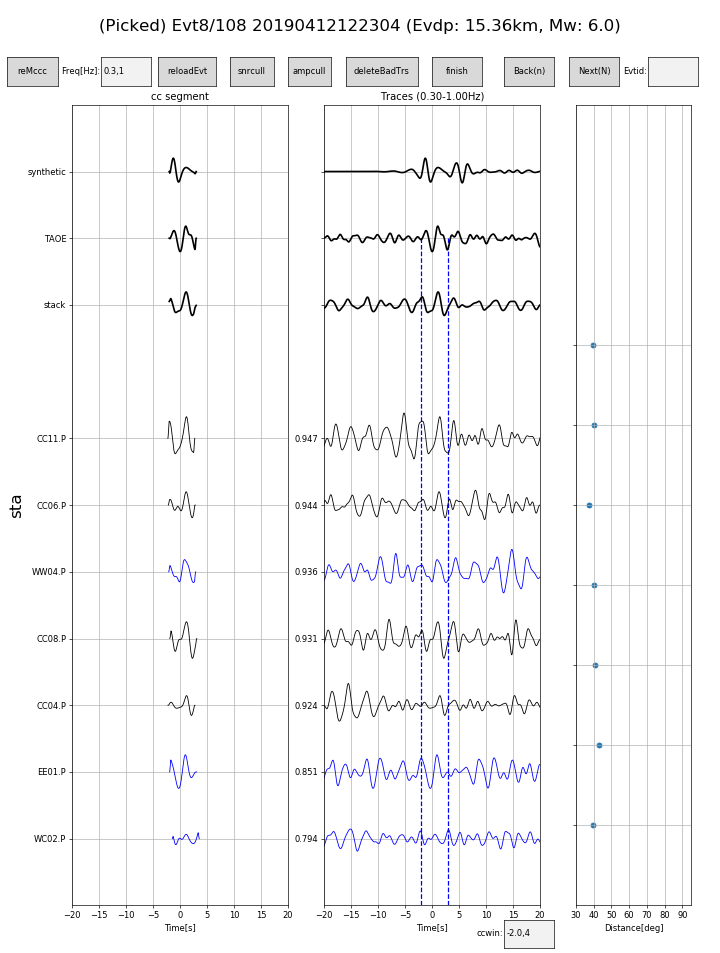 (Picked) Evt8/108 20190412122304 (Evdp: 15.36km, Mw: 6.0)
reMccc Freq[Hz]: 0.3,1 reloadEvt snrcull ampcull deleteBadTrs finish Back(n) Next(N) Evtid:
cc segment Traces (0.30-1.00Hz)
synthetic
TAOE
stack
CC11.P 0.947
CC06.P 0.944
sta
WW04.P 0.936
CC08.P 0.931
CC04.P 0.924
EE01.P 0.851
WC02.P 0.794
−20 −15 −10 −5 0 5 10 15 20 −20 −15 −10 −5 0 5 10 15 20 30 40 50 60 70 80 90
Time[s] Time[s] Distance[deg]
ccwin: -2.0,4